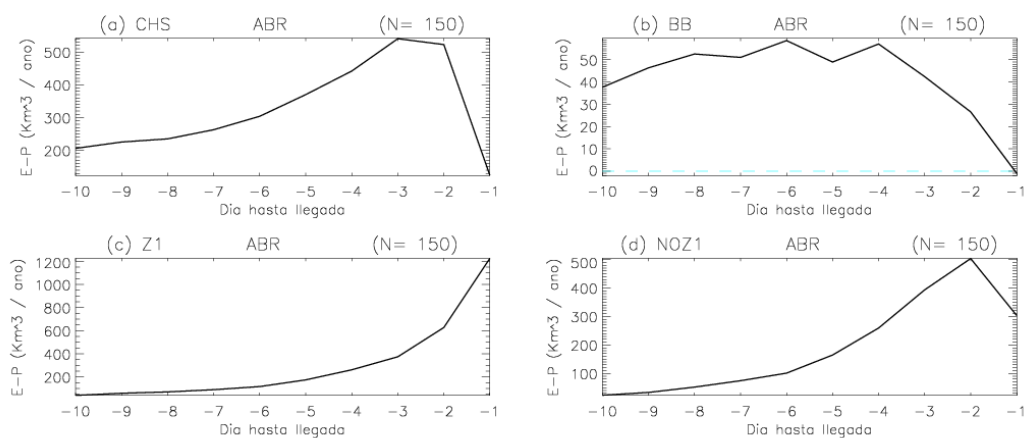 (a) CHS ABR (N= 150)
E-P (Km^3 / ano)
500
400
300
200
-10 -9 -8 -7 -6 -5 -4 -3 -2 -1
Dia hasta llegada
(b) BB ABR (N= 150)
E-P (Km^3 / ano)
50
40
30
20
10
0
-10 -9 -8 -7 -6 -5 -4 -3 -2 -1
Dia hasta llegada
(c) Z1 ABR (N= 150)
E-P (Km^3 / ano)
1200
1000
800
600
400
200
-10 -9 -8 -7 -6 -5 -4 -3 -2 -1
Dia hasta llegada
(d) NOZ1 ABR (N= 150)
E-P (Km^3 / ano)
500
400
300
200
100
-10 -9 -8 -7 -6 -5 -4 -3 -2 -1
Dia hasta llegada